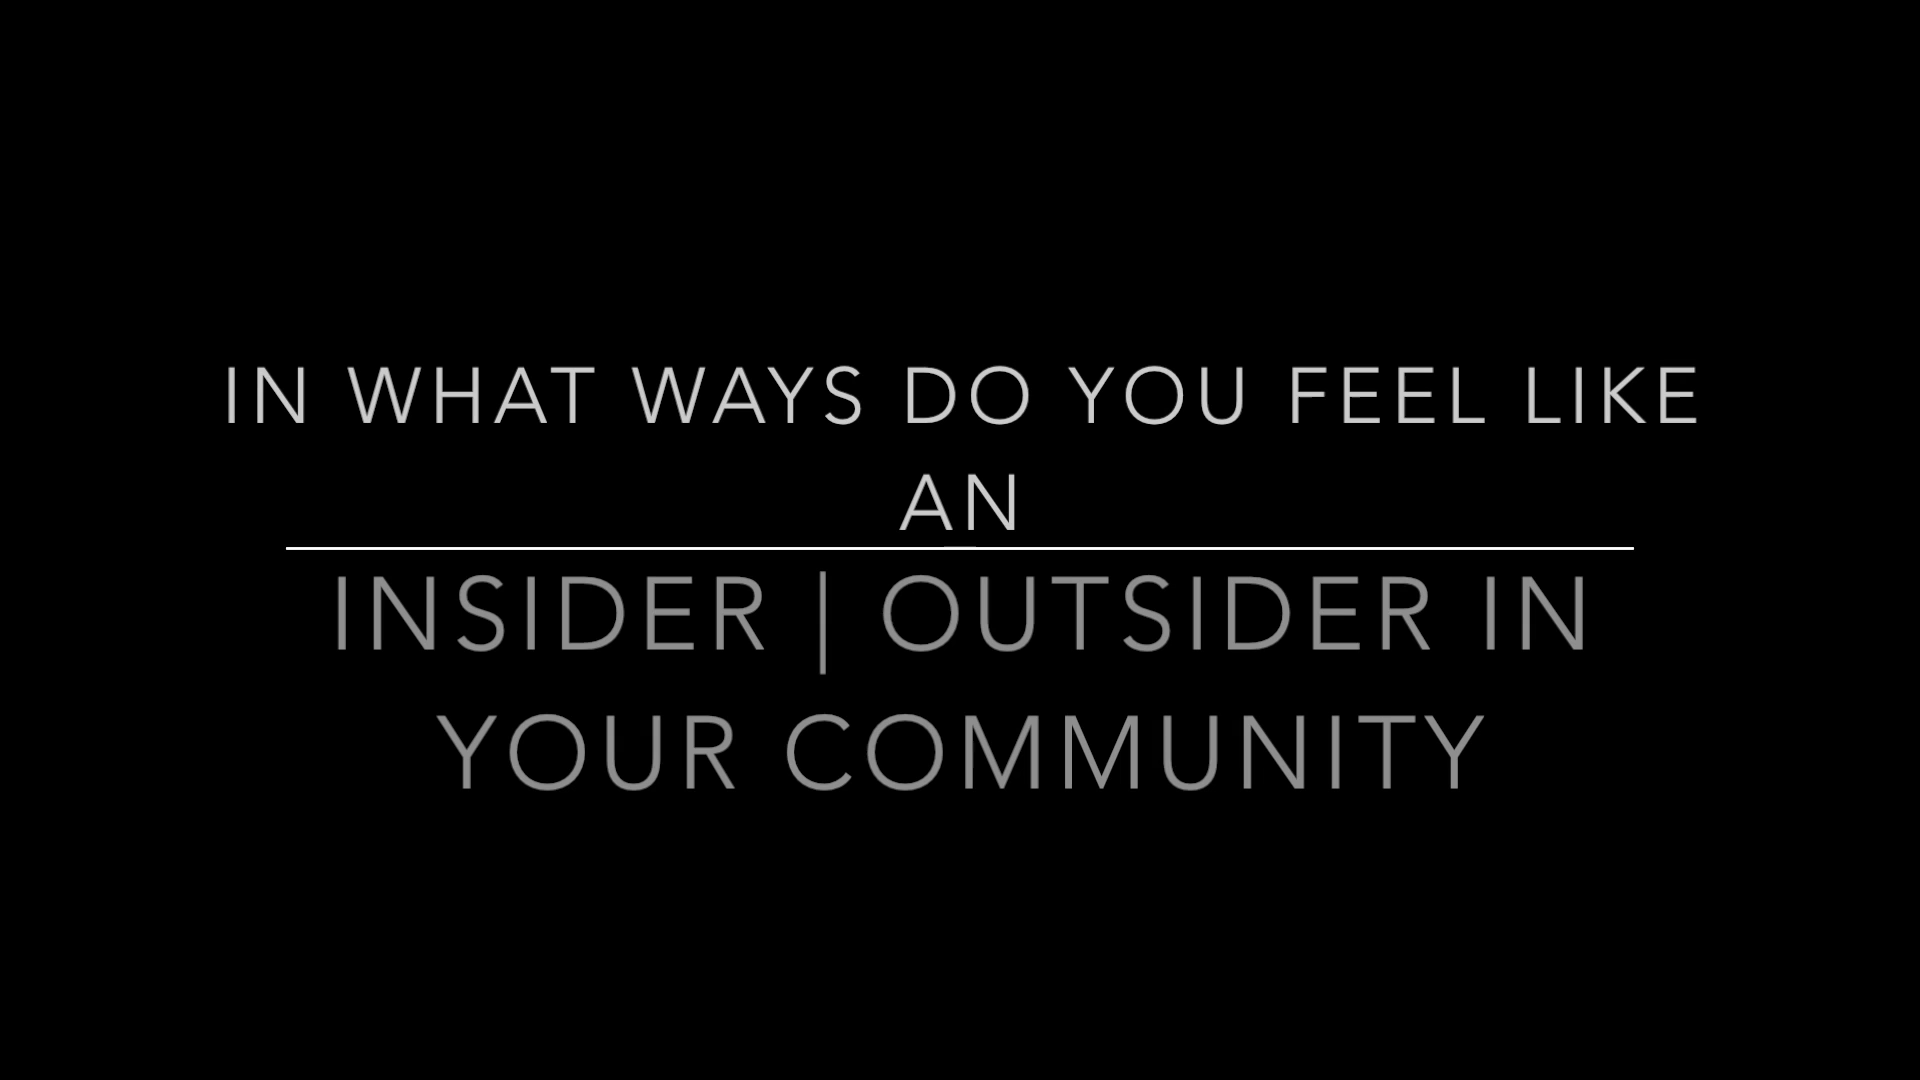 IN WHAT WAYS DO YOU FEEL LIKE
AN
INSIDER | OUTSIDER IN
YOUR COMMUNITY